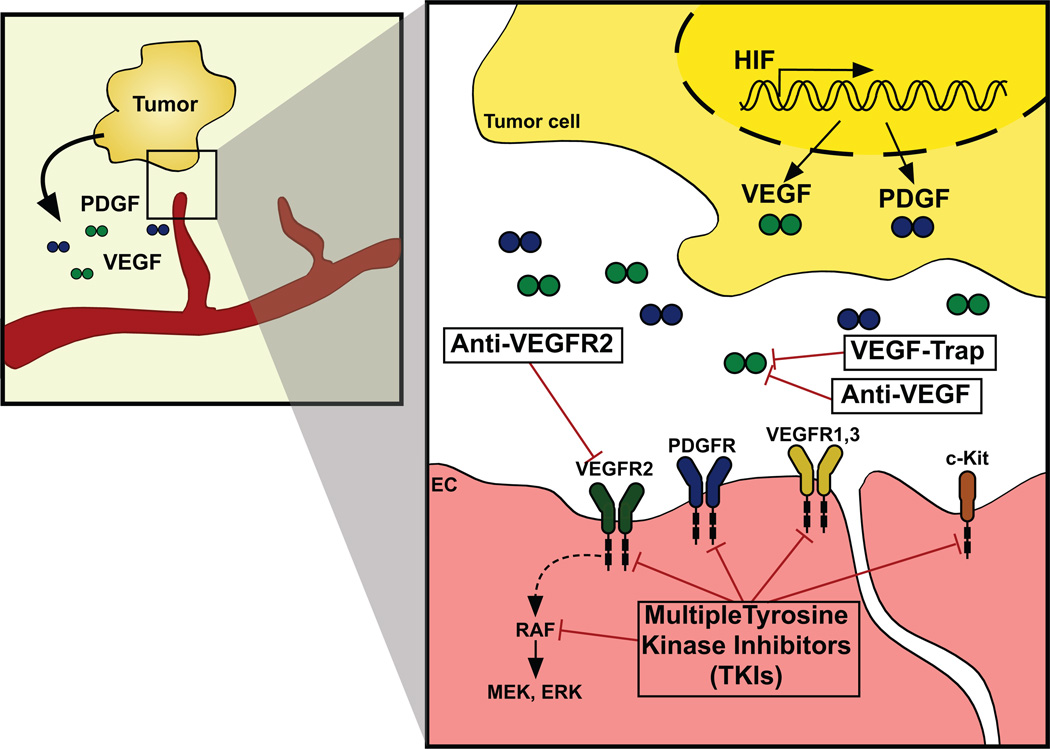 Tumor
PDGF
VEGF
HIF
Tumor cell
VEGF
PDGF
Anti-VEGFR2
VEGF-Trap
Anti-VEGF
VEGFR1,3
PDGFR
c-Kit
VEGFR2
EC
RAF
MEK, ERK
MultipleTyrosine
Kinase Inhibitors
(TKIs)